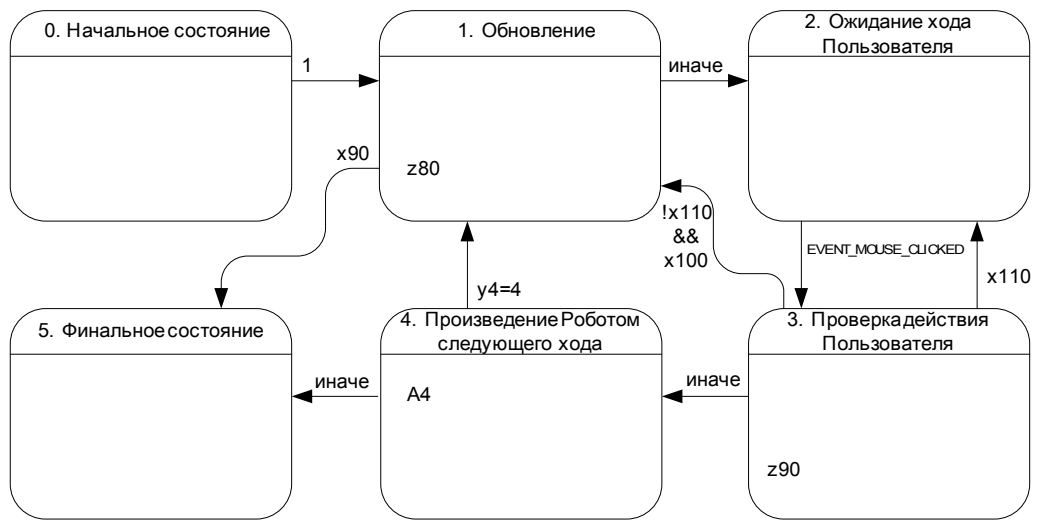 0. Начальное состояние
1. Обновление
2. Ожидание хода
Пользователя
1
иначе
x90
z80
!x110
&&
x100
EVENT_MOUSE_CLICKED
x110
y4=4
5. Финальное состояние
4. Произведение Роботом
следующего хода
3. Проверка действия
Пользователя
иначе
A4
иначе
z90